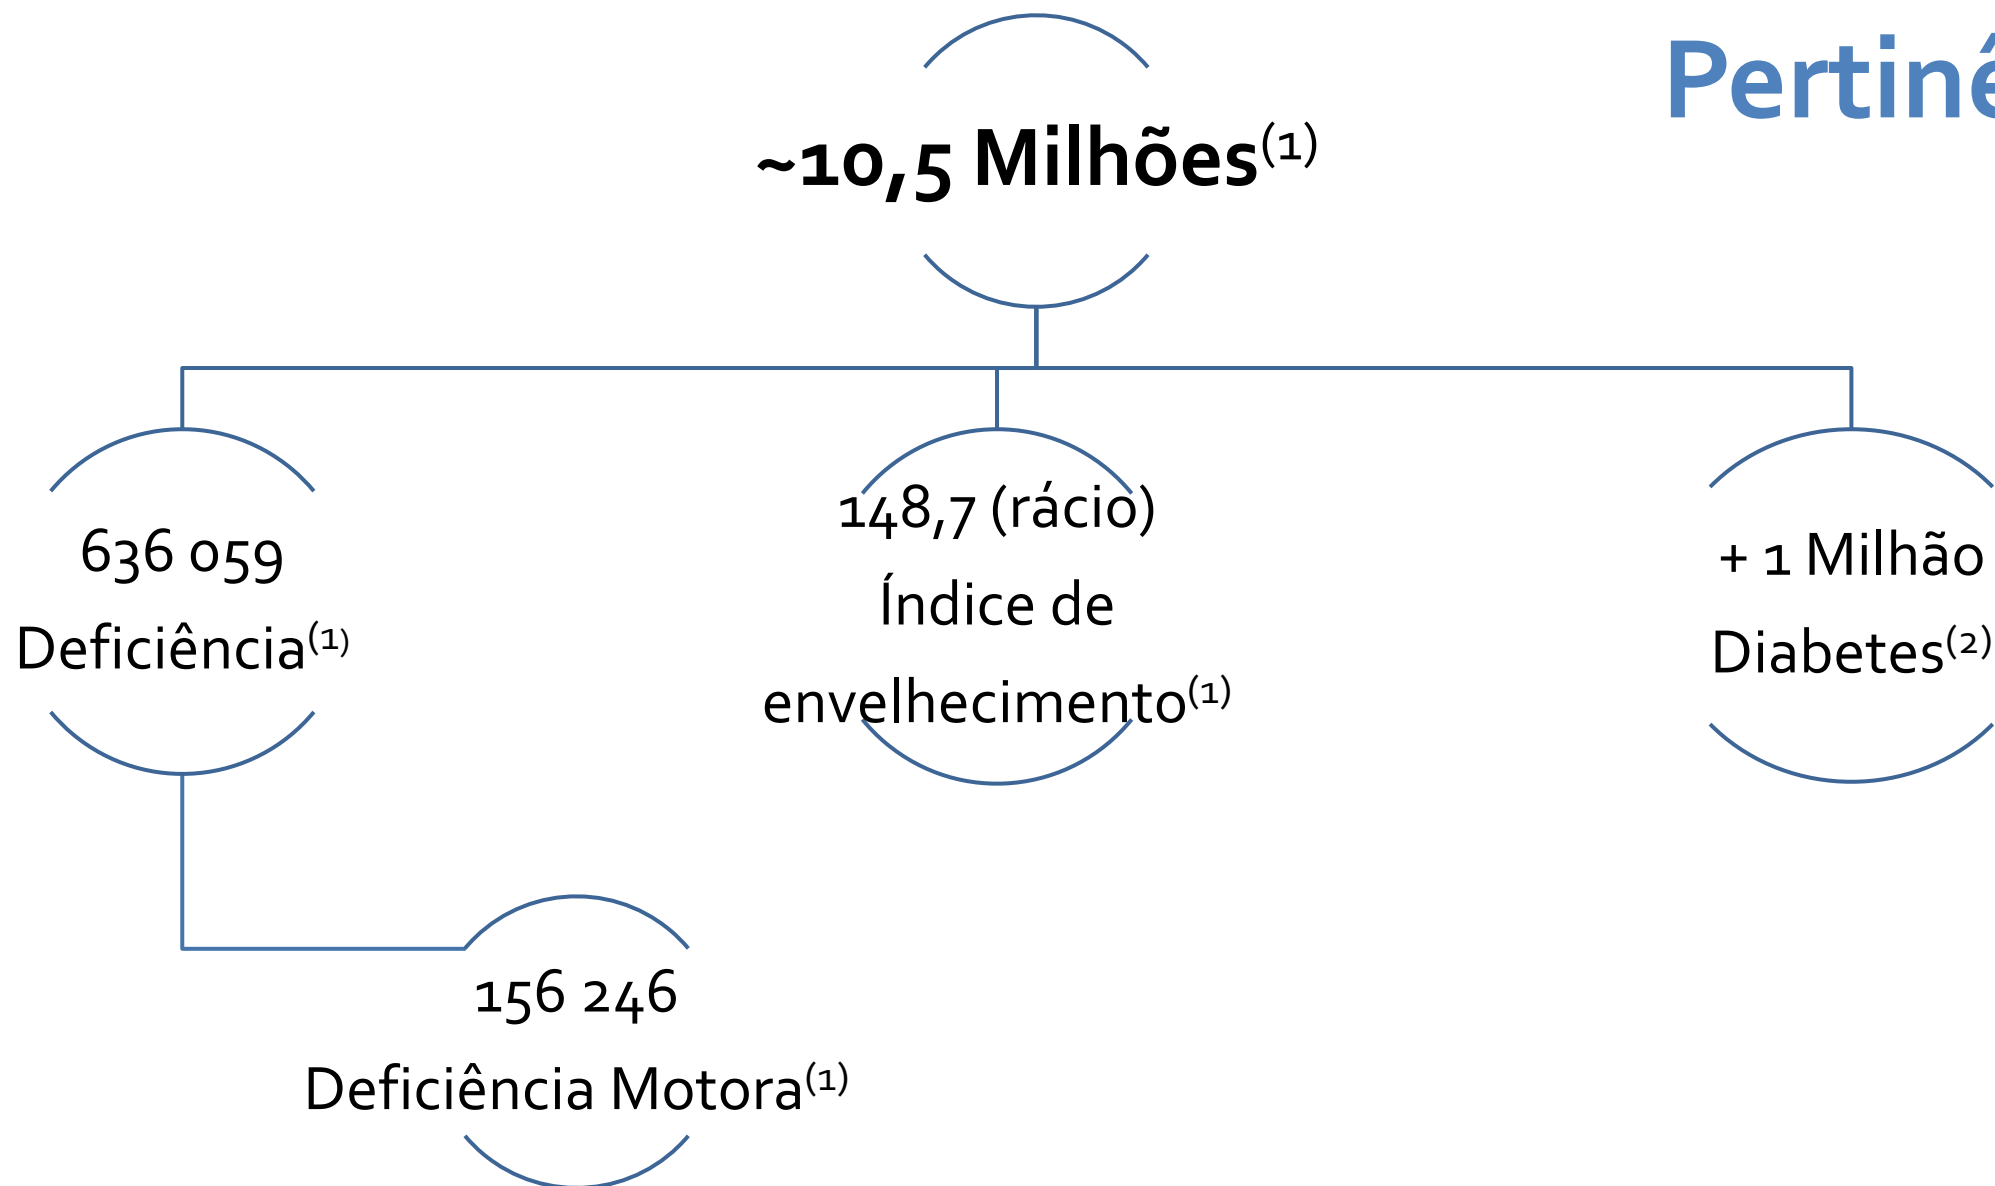 ~10,5 Milhões(1)
636 059
Deficiência(1)
148,7 (rácio)
Índice de
envelhecimento(1)
+ 1 Milhão
Diabetes(2)
156 246
Deficiência Motora(1)